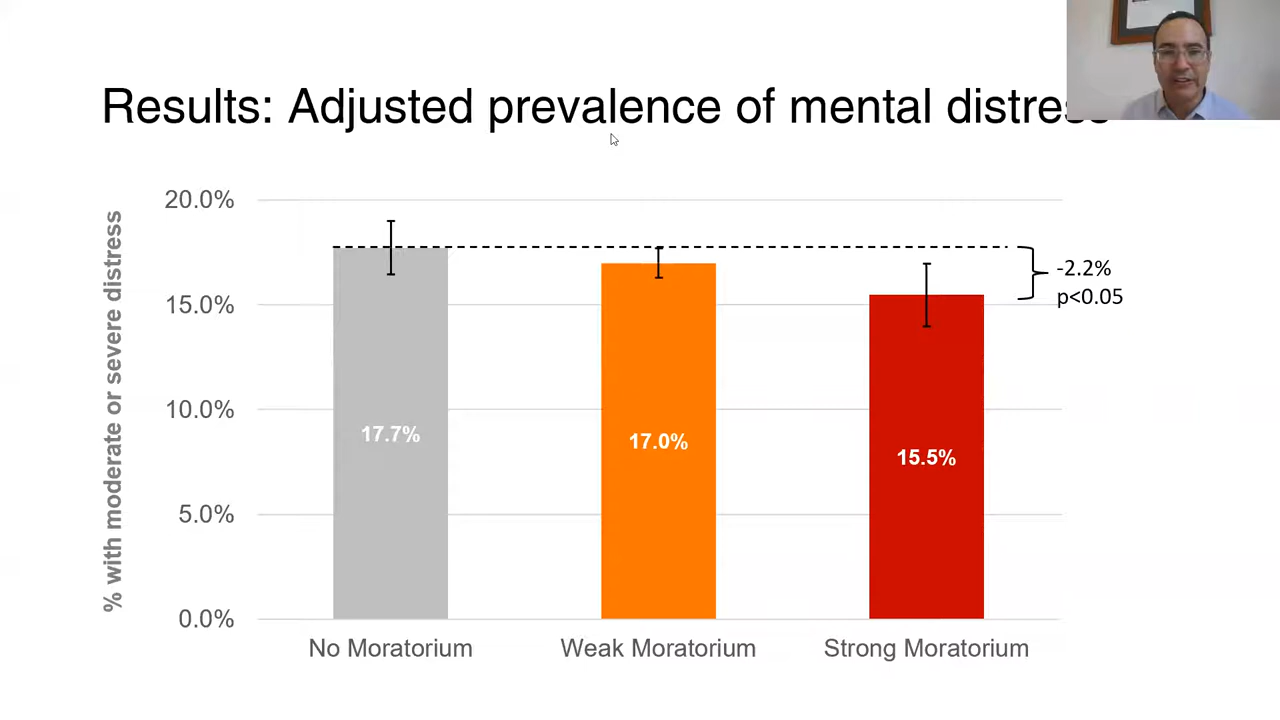 Results: Adjusted prevalence of mental distress
% with moderate or severe distress
20.0%
15.0%
10.0%
5.0%
0.0%
17.7%
17.0%
15.5%
-2.2%
p<0.05
No Moratorium
Weak Moratorium
Strong Moratorium